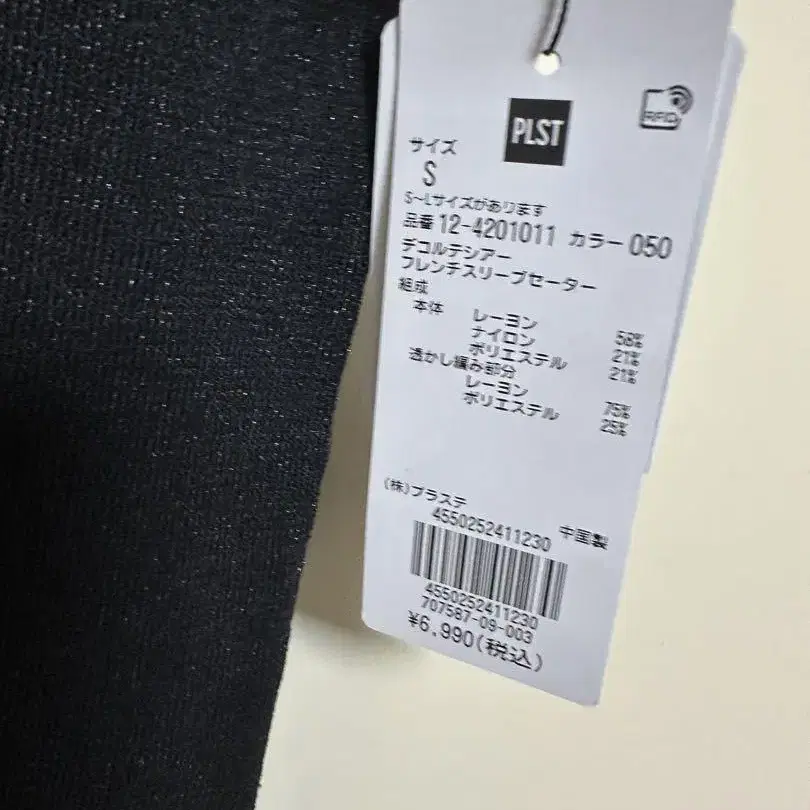 PLST
RFID
サイズ
S
S~Lサイズがあります
品番 12-4201011 カラー 050
デコルテシアー
フレンチスリーブセーター
組成
本体 レーヨン 58%
ナイロン 21%
ポリエステル 21%
透かし編み部分
レーヨン 75%
ポリエステル 25%
(株)プラステ
4550252411230 中国製
4550252411230
707587-09-003
¥6.990(税込)